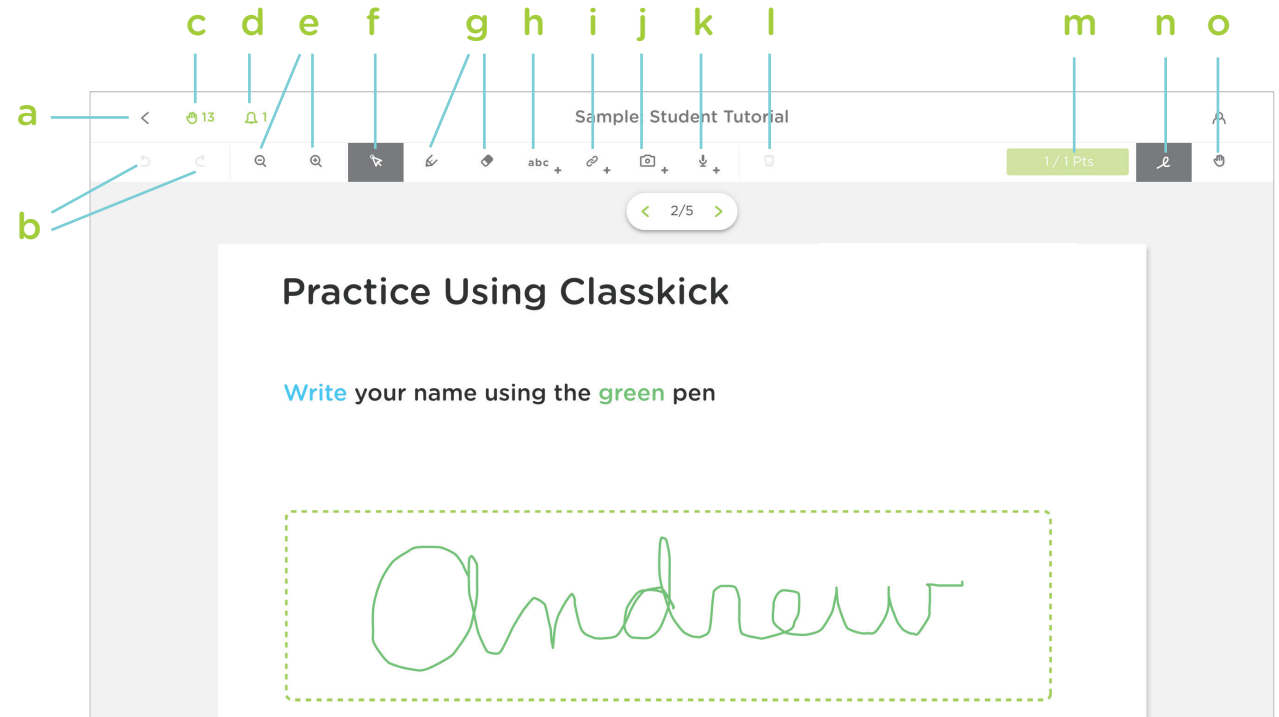 c d e f g h i j k l m n o
a 13 1 Sample Student Tutorial
abc 1 / 1 Pts
b 2/5
Practice Using Classkick
Write your name using the green pen
Andrew